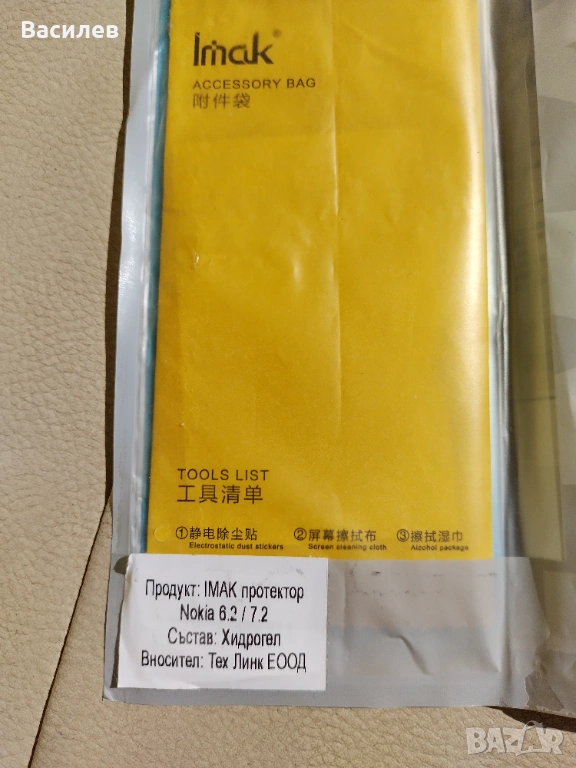 Василев
Imak®
ACCESSORY BAG
附件袋
TOOLS LIST
工具清单
①静电除尘贴 ②屏幕擦拭布 ③擦拭湿巾
Electrostatic dust stickers Screen cleaning cloth Alcohol package
Продукт: IMAK протектор
Nokia 6.2 / 7.2
Състав: Хидрогел
Вносител: Тех Линк ЕООД
BAZAR